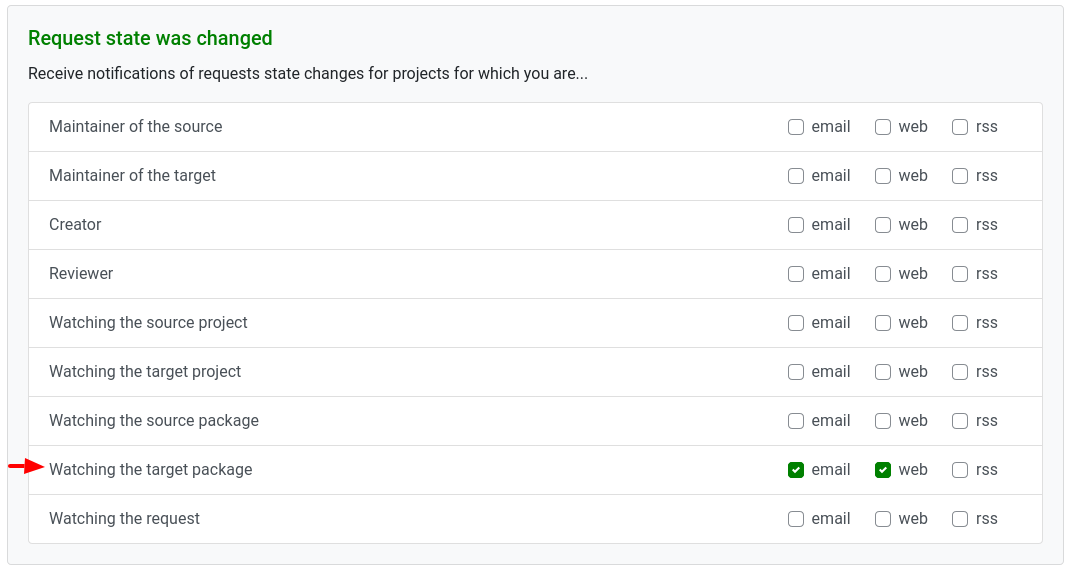 Request state was changed
Receive notifications of requests state changes for projects for which you are...
Maintainer of the source email web rss
Maintainer of the target email web rss
Creator email web rss
Reviewer email web rss
Watching the source project email web rss
Watching the target project email web rss
Watching the source package email web rss
Watching the target package email web rss
Watching the request email web rss